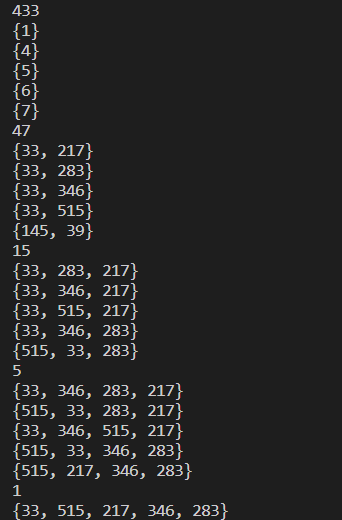 433
{1}
{4}
{5}
{6}
{7}
47
{33, 217}
{33, 283}
{33, 346}
{33, 515}
{145, 39}
15
{33, 283, 217}
{33, 346, 217}
{33, 515, 217}
{33, 346, 283}
{515, 33, 283}
5
{33, 346, 283, 217}
{515, 33, 283, 217}
{33, 346, 515, 217}
{515, 33, 346, 283}
{515, 217, 346, 283}
1
{33, 515, 217, 346, 283}